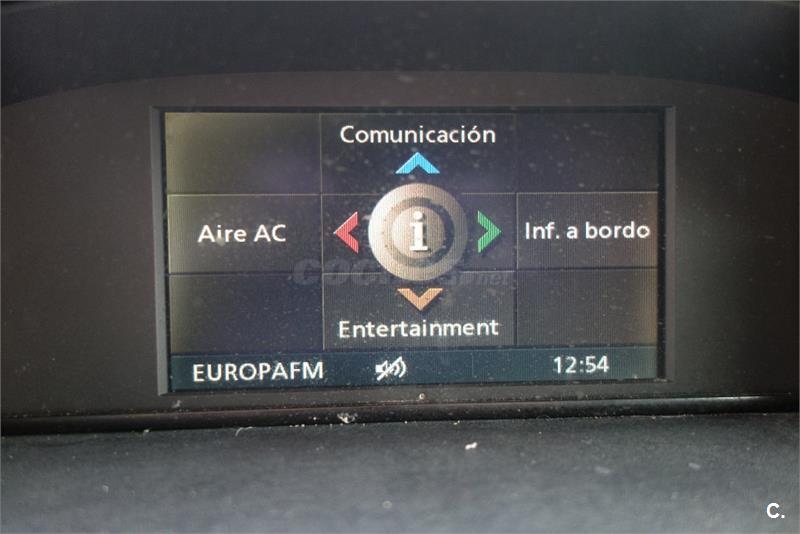 Comunicación
Aire AC
i
Inf. a bordo
Entertainment
EUROPAFM
12:54
C.